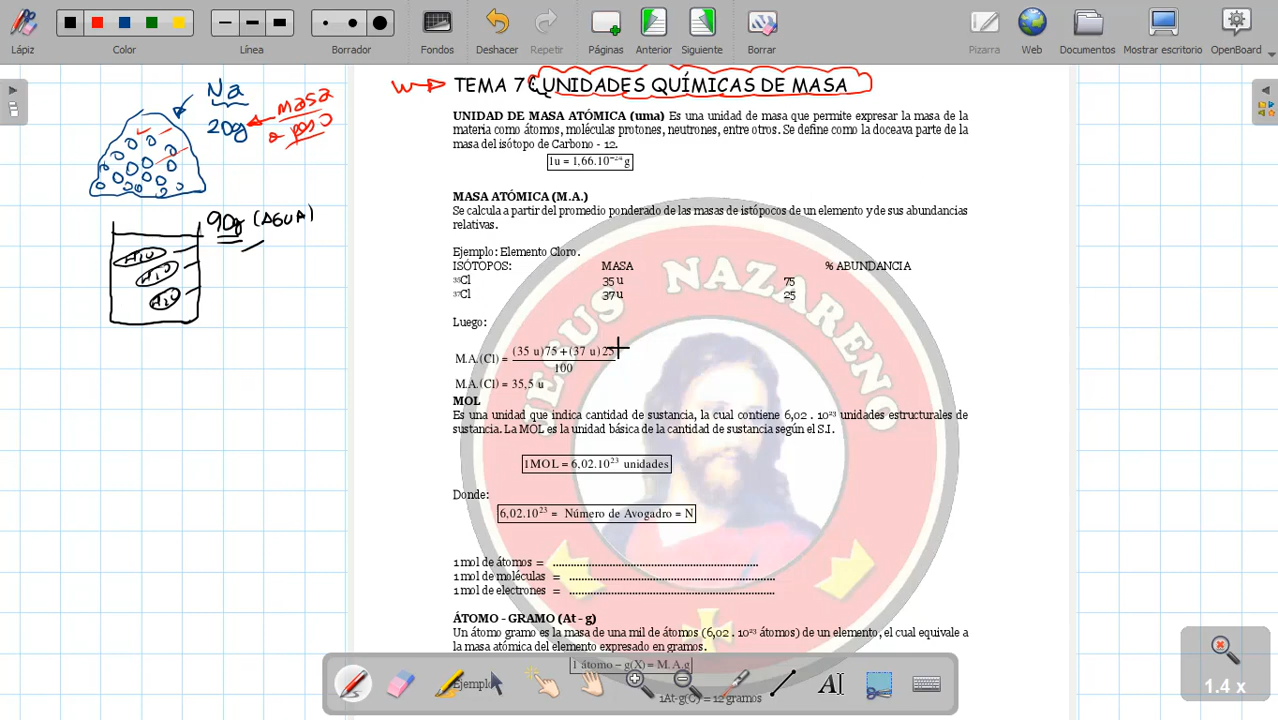 Lápiz
Color
Línea
Borrador
Fondos
Deshacer
Repetir
Páginas
Anterior
Siguiente
Borrar
Pizarra
Web
Documentos
Mostrar escritorio
OpenBoard
Na
20g
masa
peso
90g (AGUA)
H2O
H2O
H2O
TEMA 7: UNIDADES QUÍMICAS DE MASA
UNIDAD DE MASA ATÓMICA (uma) Es una unidad de masa que permite expresar la masa de la
materia como átomos, moléculas protones, neutrones, entre otros. Se define como la doceava parte de
masa del isótopo de Carbono - 12.
1u = 1,66.10⁻²⁴ g
MASA ATÓMICA (M.A.)
Se calcula a partir del promedio ponderado de las masas de istópocos de un elemento y de sus abundancias
relativas.
Ejemplo: Elemento Cloro.
ISÓTOPOS: MASA % ABUNDANCIA
³⁵Cl 35 u 75
³⁷Cl 37 u 25
Luego:
M.A.(Cl) = (35 u)75 + (37 u) 25
100
M.A.(Cl) = 35,5 u
MOL
Es una unidad que indica cantidad de sustancia, la cual contiene 6,02 . 10²³ unidades estructurales de
sustancia. La MOL es la unidad básica de la cantidad de sustancia según el S.I.
1MOL = 6,02.10²³ unidades
Donde:
6,02.10²³ = Número de Avogadro = N
1 mol de átomos = ......................................................................
1 mol de moléculas = ......................................................................
1 mol de electrones = ......................................................................
ÁTOMO - GRAMO (At - g)
Un átomo gramo es la masa de una mil de átomos (6,02 . 10²³ átomos) de un elemento, el cual equivale a
la masa atómica del elemento expresado en gramos.
1 átomo – g(X) = M.A.g
Ejemplo
1At-g(C) = 12 gramos
JESUS NAZARENO
1.4 x